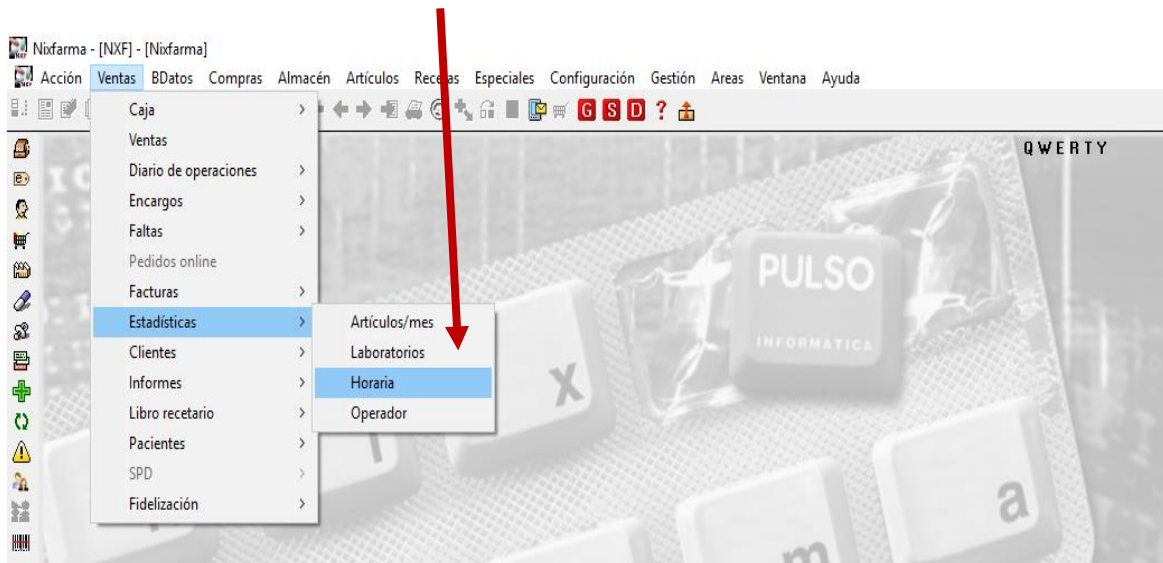 Nixfarma - [NXF] - [Nixfarma]
Acción Ventas BDatos Compras Almacén Artículos Recetas Especiales Configuración Gestión Areas Ventana Ayuda
G S D ?
QWERTY
Caja
Ventas
Diario de operaciones
Encargos
Faltas
Pedidos online
Facturas
Estadísticas
Clientes
Informes
Libro recetario
Pacientes
SPD
Fidelización
Artículos/mes
Laboratorios
Horaria
Operador
PULSO
INFORMATICA
x
a
m